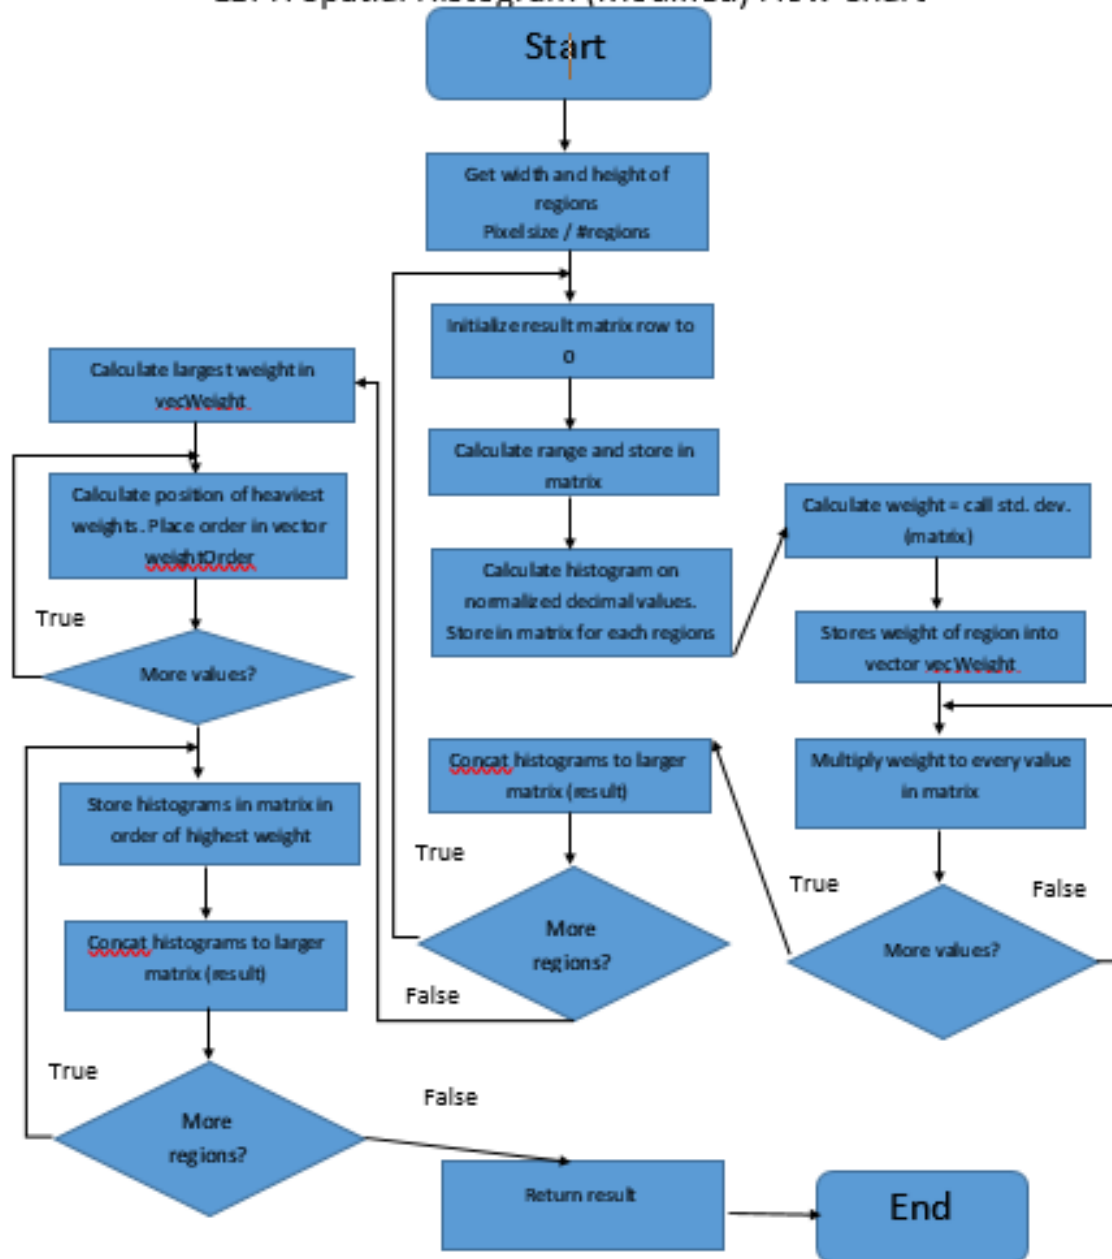 Spatial Histogram (Modified) Flow Chart
Start
Get width and height of
regions
Pixel size / #regions
Initialize result matrix row to
0
Calculate range and store in
matrix
Calculate histogram on
normalized decimal values.
Store in matrix for each regions
Calculate weight = call std. dev.
(matrix)
Stores weight of region into
vector vecWeight
Multiply weight to every value
in matrix
More values?
True
False
Concat histograms to larger
matrix (result)
More
regions?
True
False
Calculate largest weight in
vecWeight
Calculate position of heaviest
weights. Place order in vector
weightOrder
More values?
True
Store histograms in matrix in
order of highest weight
Concat histograms to larger
matrix (result)
More
regions?
True
False
Return result
End